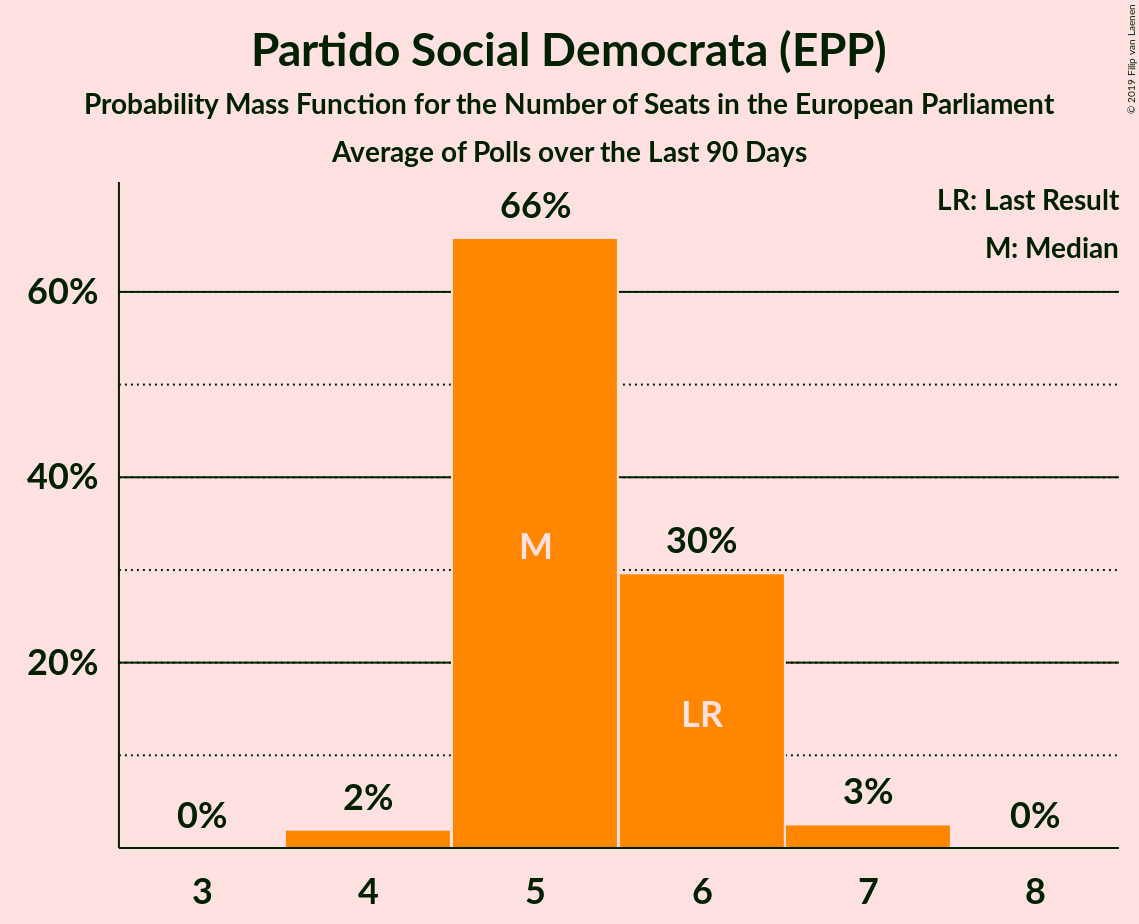 Partido Social Democrata (EPP)
Probability Mass Function for the Number of Seats in the European Parliament
Average of Polls over the Last 90 Days
© 2019 Filip van Laenen
LR: Last Result
M: Median
66%
60%
40%
M
30%
20%
LR
0%
2%
3%
0%
3 4 5 6 7 8